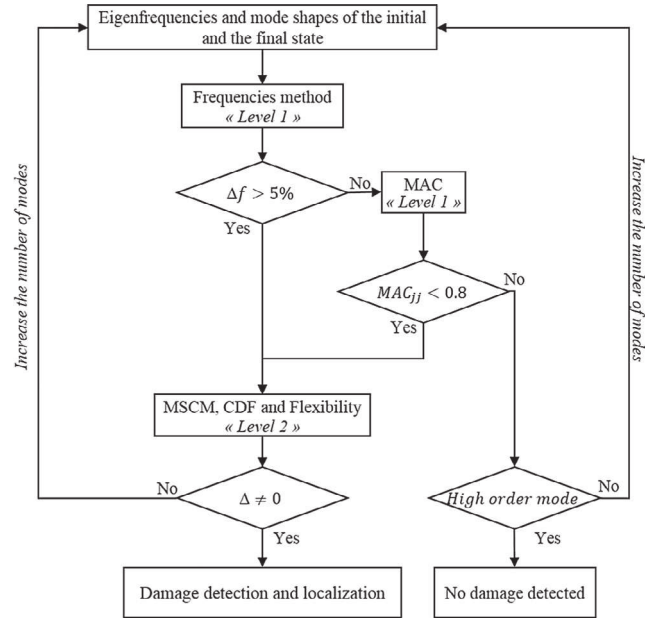 Eigenfrequencies and mode shapes of the initial
and the final state
Frequencies method
« Level 1 »
Δf > 5%
No
MAC
« Level 1 »
Yes
MAC_{jj} < 0.8
No
Yes
Increase the number of modes
Increase the number
of modes
MSCM, CDF and Flexibility
« Level 2 »
No
Δ ≠ 0
High order mode
No
Yes
Yes
Damage detection and localization
No damage detected